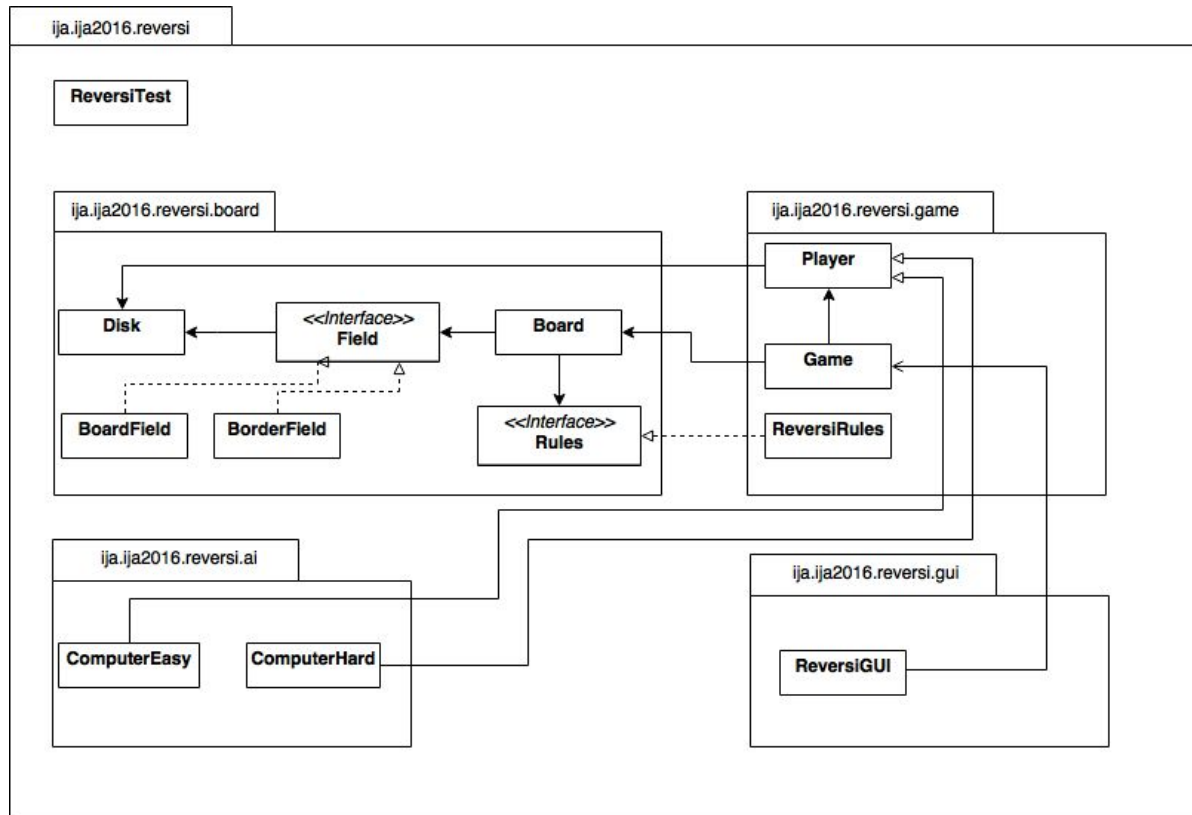 ija.ija2016.reversi
ReversiTest
ija.ija2016.reversi.board
Disk
<<Interface>>
Field
Board
BoardField
BorderField
<<Interface>>
Rules
ija.ija2016.reversi.game
Player
Game
ReversiRules
ija.ija2016.reversi.ai
ComputerEasy
ComputerHard
ija.ija2016.reversi.gui
ReversiGUI